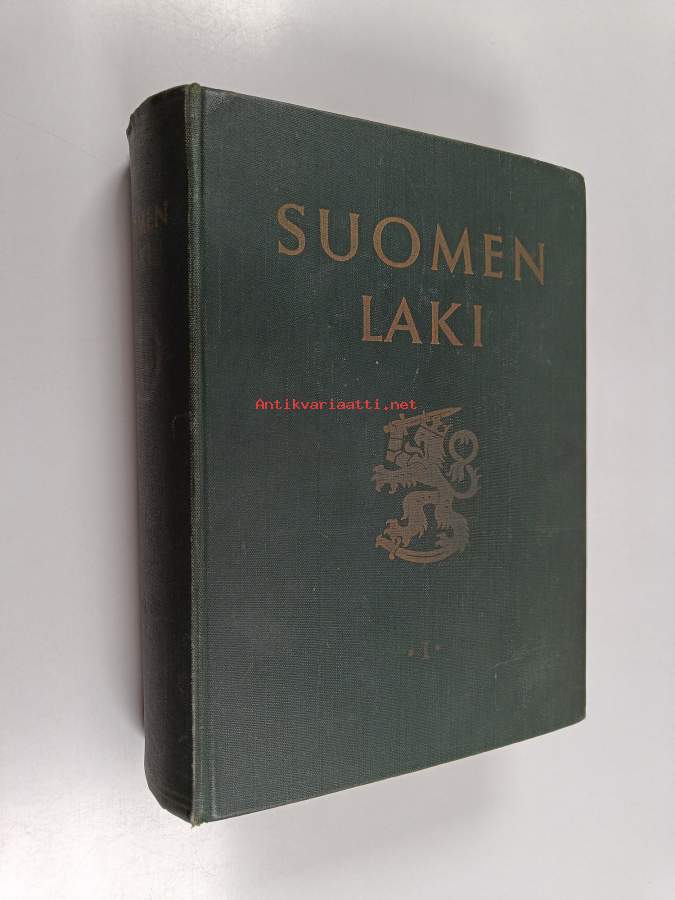 SUOMEN
LAKI
Antikvariaatti.net
• I •